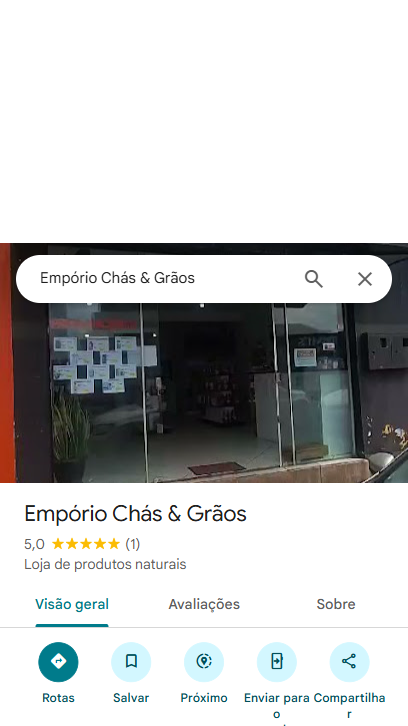 Empório Chás & Grãos
Empório Chás & Grãos
5,0 (1)
Loja de produtos naturais
Visão geral
Avaliações
Sobre
Rotas
Salvar
Próximo
Enviar para
o
Compartilha
r